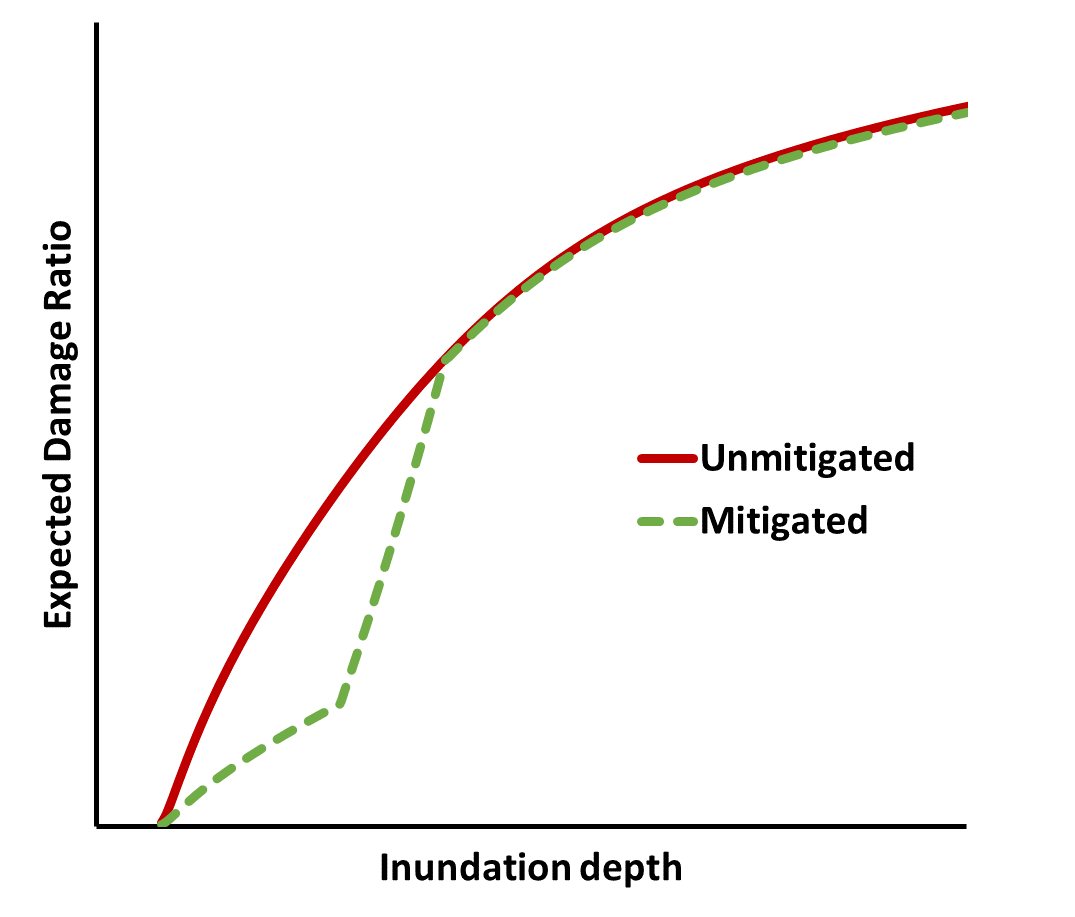 Expected Damage Ratio
Unmitigated
Mitigated
Inundation depth